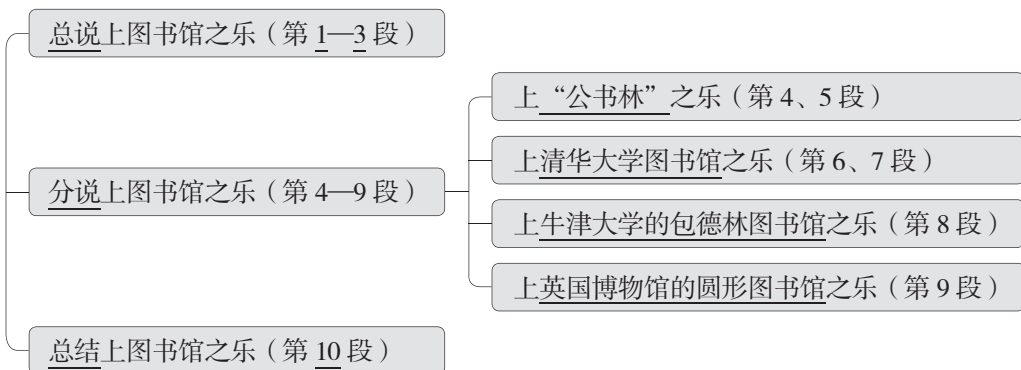 总说上图书馆之乐（第 1—3 段）
分说上图书馆之乐（第 4—9 段）
上“公书林”之乐（第 4、5 段）
上清华大学图书馆之乐（第 6、7 段）
上牛津大学的包德林图书馆之乐（第 8 段）
上英国博物馆的圆形图书馆之乐（第 9 段）
总结上图书馆之乐（第 10 段）